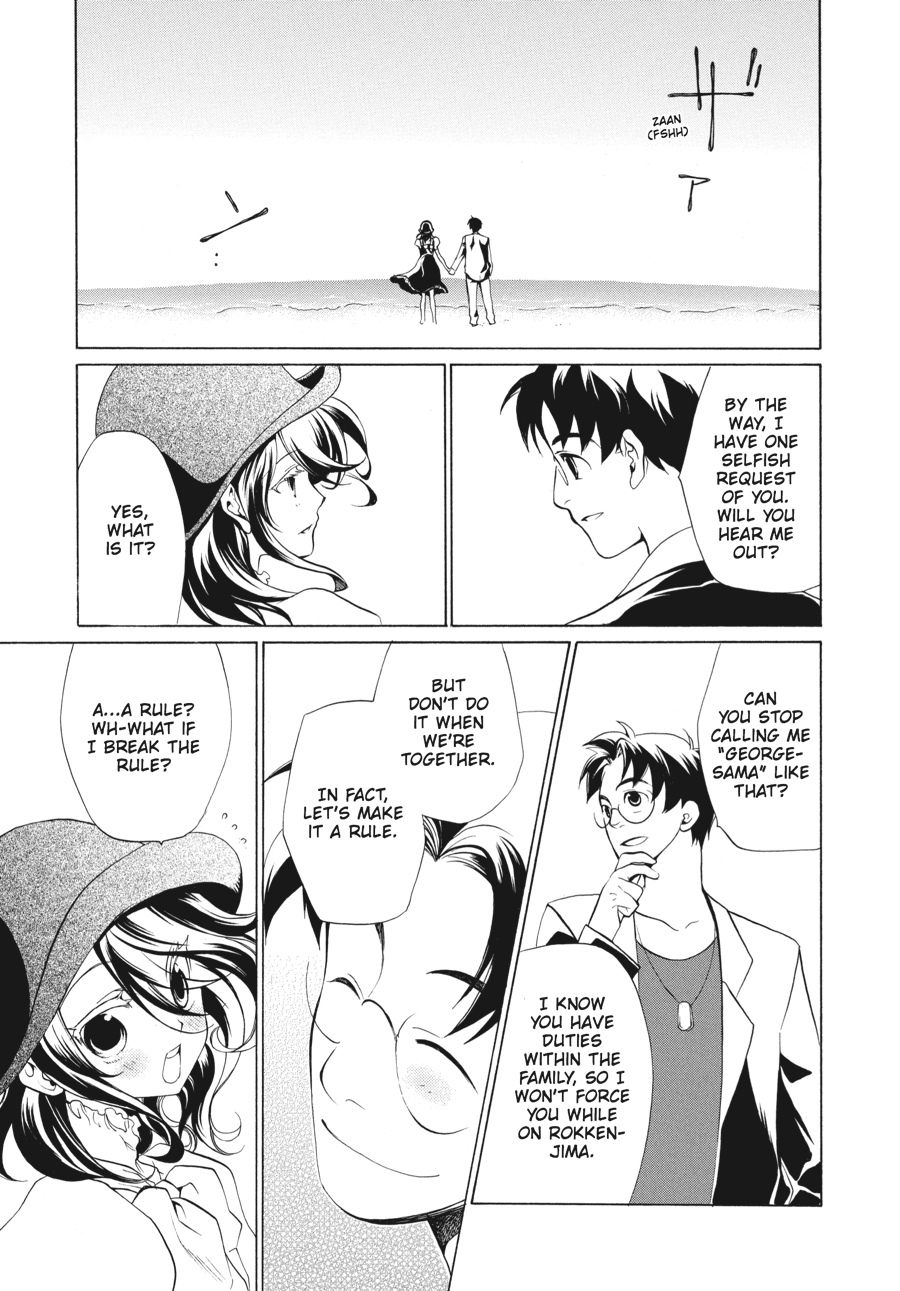 ザ
ア
ン
:
ZAAN
(FSHH)
BY THE
WAY, I
HAVE ONE
SELFISH
REQUEST
OF YOU.
WILL YOU
HEAR ME
OUT?
YES,
WHAT
IS IT?
CAN
YOU STOP
CALLING ME
"GEORGE-
SAMA" LIKE
THAT?
I KNOW
YOU HAVE
DUTIES
WITHIN THE
FAMILY, SO I
WON'T FORCE
YOU WHILE
ON ROKKEN-
JIMA.
BUT
DON'T DO
IT WHEN
WE'RE
TOGETHER.
IN FACT,
LET'S MAKE
IT A RULE.
A...A RULE?
WH-WHAT IF
I BREAK THE
RULE?